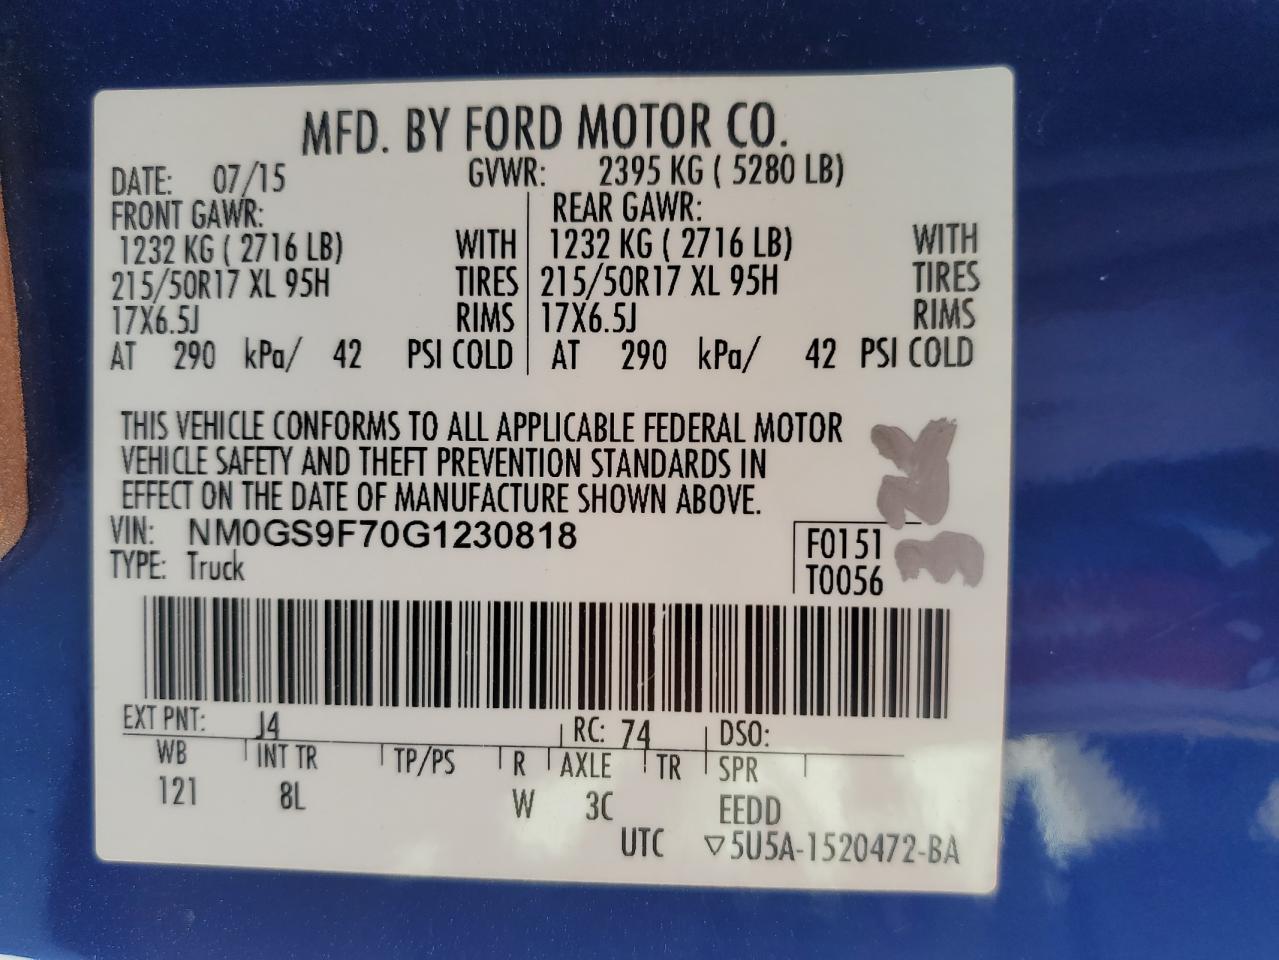 MFD. BY FORD MOTOR CO.
DATE: 07/15 GVWR: 2395 KG ( 5280 LB)
FRONT GAWR: REAR GAWR:
1232 KG ( 2716 LB) WITH 1232 KG ( 2716 LB) WITH
215/50R17 XL 95H TIRES 215/50R17 XL 95H TIRES
17X6.5J RIMS 17X6.5J RIMS
AT 290 kPa/ 42 PSI COLD AT 290 kPa/ 42 PSI COLD
THIS VEHICLE CONFORMS TO ALL APPLICABLE FEDERAL MOTOR
VEHICLE SAFETY AND THEFT PREVENTION STANDARDS IN
EFFECT ON THE DATE OF MANUFACTURE SHOWN ABOVE.
VIN: NM0GS9F70G1230818
F0151
TYPE: Truck
T0056
EXT PNT: J4 RC: 74 DSO:
WB INT TR TP/PS R AXLE TR SPR
121 8L W 3C EEDD
UTC ▽5U5A-1520472-BA